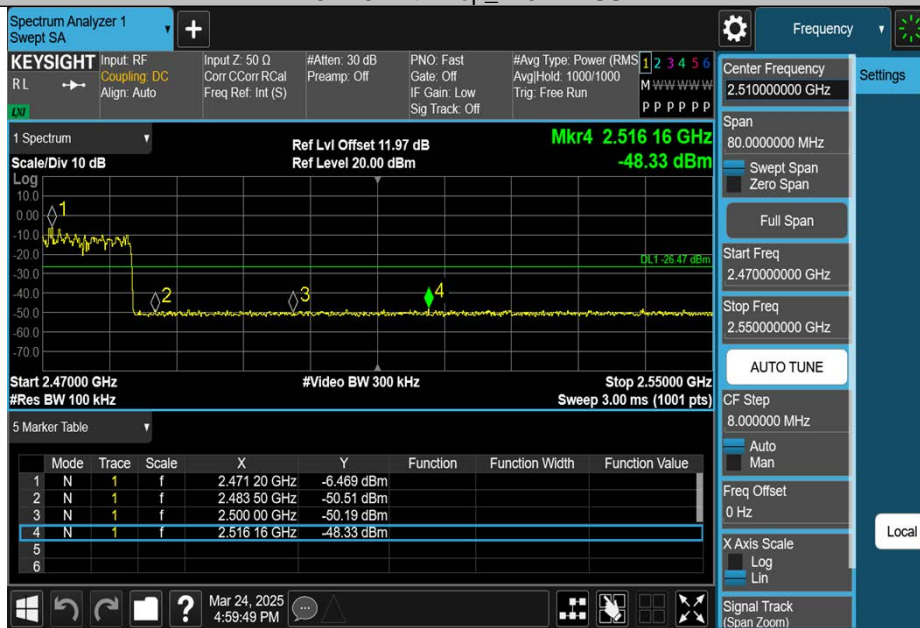 Spectrum Analyzer 1
Swept SA
+
Frequency
KEYSIGHT
RL
LXI
Input: RF
Coupling: DC
Align: Auto
Input Z: 50 Ω
Corr CCorr RCal
Freq Ref: Int (S)
#Atten: 30 dB
Preamp: Off
PNO: Fast
Gate: Off
IF Gain: Low
Sig Track: Off
#Avg Type: Power (RMS
Avg|Hold: 1000/1000
Trig: Free Run
1 2 3 4 5 6
M W W W W W
P P P P P P
1 Spectrum
Scale/Div 10 dB
Ref Lvl Offset 11.97 dB
Ref Level 20.00 dBm
Mkr4 2.516 16 GHz
-48.33 dBm
Log
10.0
0.00
-10.0
-20.0
-30.0
-40.0
-50.0
-60.0
-70.0
1
2
3
4
DL1 -26.47 dBm
Start 2.47000 GHz
#Res BW 100 kHz
#Video BW 300 kHz
Stop 2.55000 GHz
Sweep 3.00 ms (1001 pts)
5 Marker Table
Mode Trace Scale X Y Function Function Width Function Value
1 N 1 f 2.471 20 GHz -6.469 dBm
2 N 1 f 2.483 50 GHz -50.51 dBm
3 N 1 f 2.500 00 GHz -50.19 dBm
4 N 1 f 2.516 16 GHz -48.33 dBm
5
6
?
Mar 24, 2025
4:59:49 PM
Center Frequency
2.510000000 GHz
Span
80.0000000 MHz
Swept Span
Zero Span
Full Span
Start Freq
2.470000000 GHz
Stop Freq
2.550000000 GHz
AUTO TUNE
CF Step
8.000000 MHz
Auto
Man
Freq Offset
0 Hz
X Axis Scale
Log
Lin
Signal Track
(Span Zoom)
Settings
Local